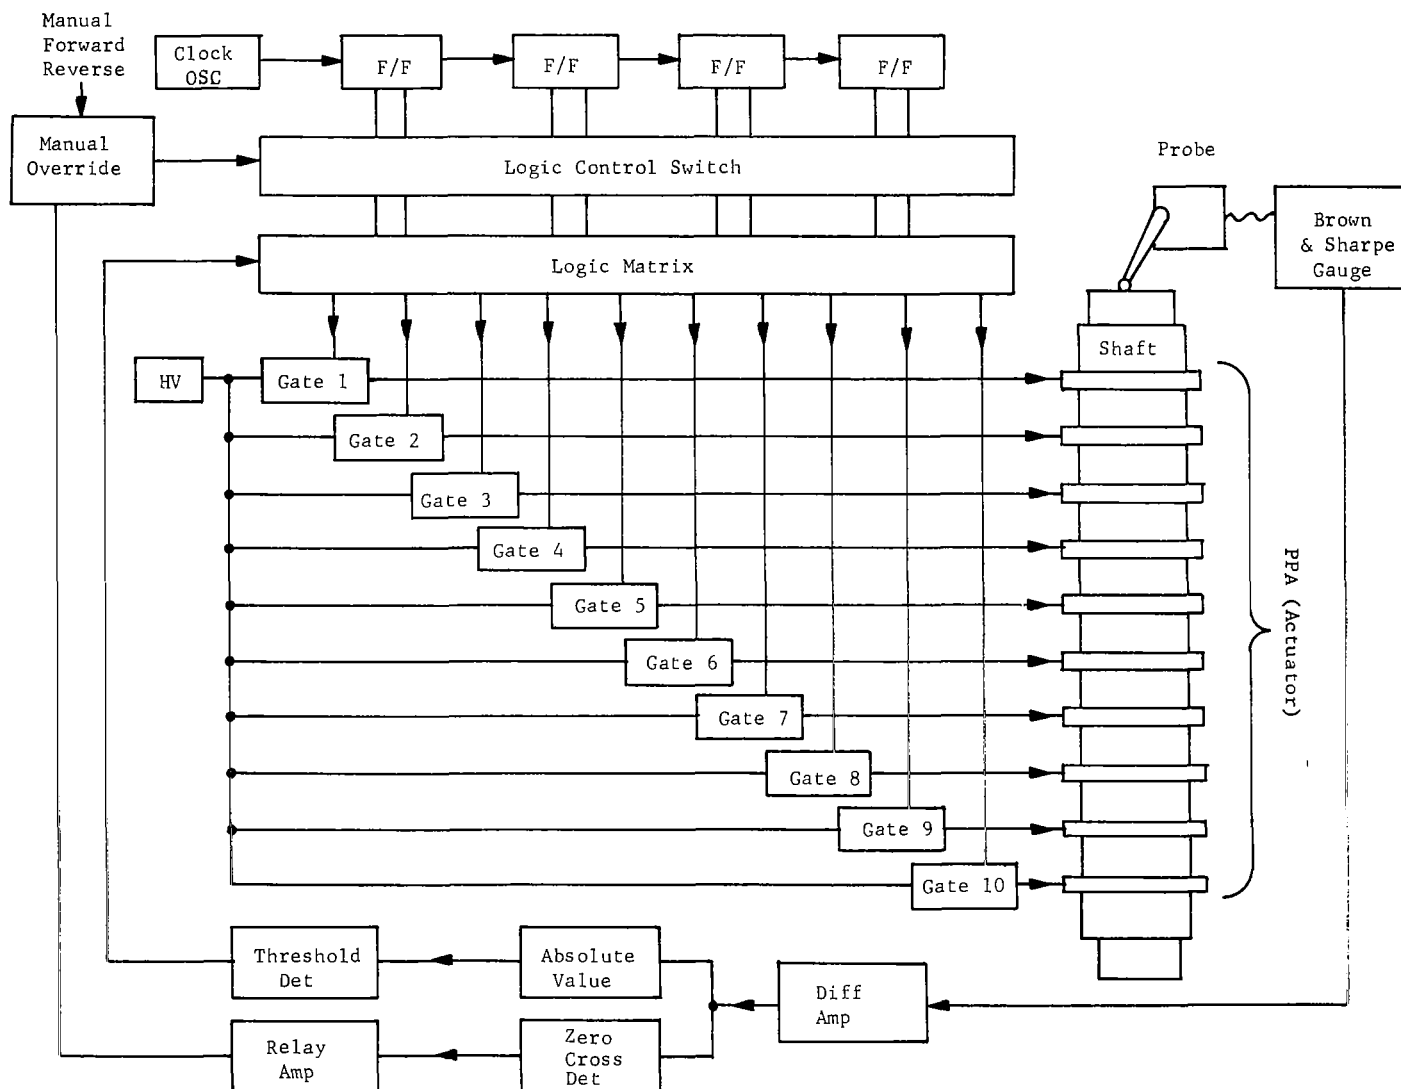 Manual
Forward
Reverse
Clock
OSC
F/F
F/F
F/F
F/F
Manual
Override
Logic Control Switch
Probe
Brown
& Sharpe
Gauge
Logic Matrix
Shaft
HV
Gate 1
Gate 2
Gate 3
Gate 4
Gate 5
Gate 6
Gate 7
Gate 8
Gate 9
Gate 10
PPA (Actuator)
Threshold
Det
Absolute
Value
Diff
Amp
Relay
Amp
Zero
Cross
Det